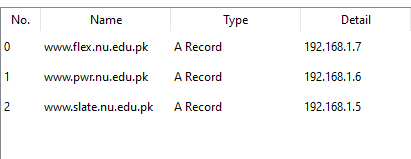 No. Name Type Detail
0 www.flex.nu.edu.pk A Record 192.168.1.7
1 www.pwr.nu.edu.pk A Record 192.168.1.6
2 www.slate.nu.edu.pk A Record 192.168.1.5